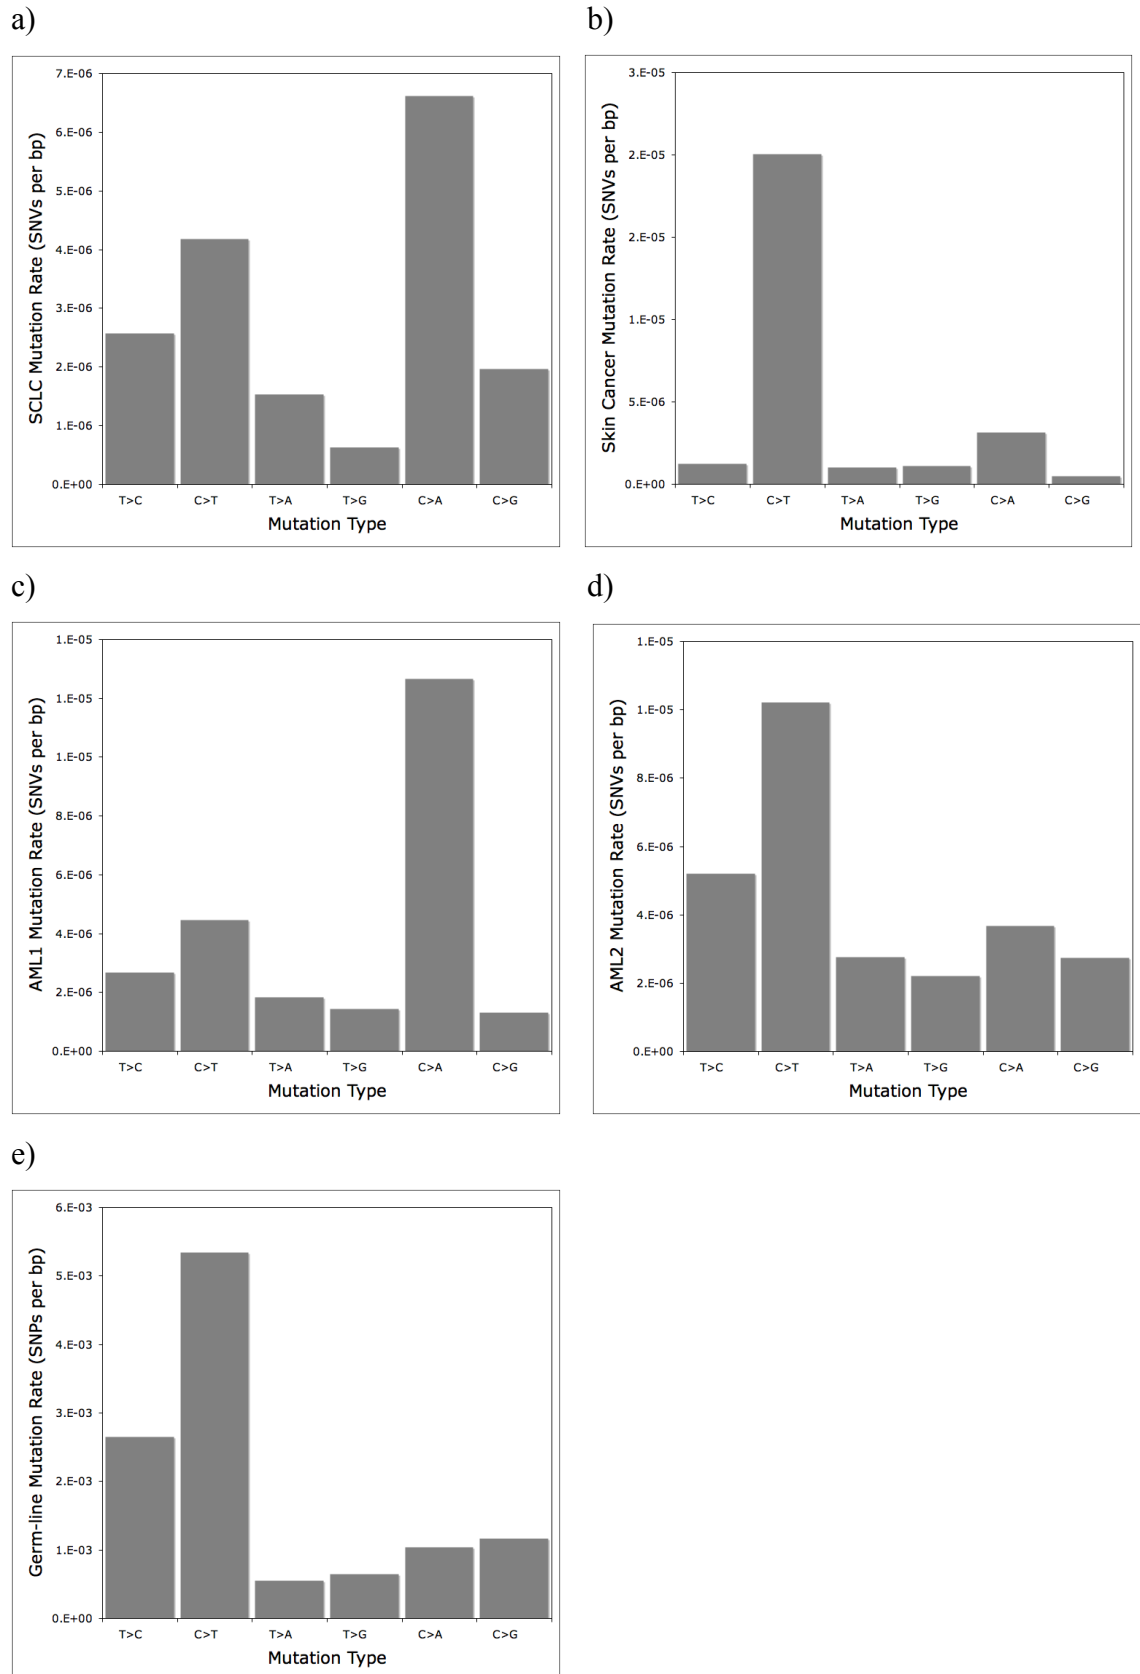 a)
SCLC Mutation Rate (SNVs per bp)
7.E-06
6.E-06
5.E-06
4.E-06
3.E-06
2.E-06
1.E-06
0.E+00
T>C C>T T>A T>G C>A C>G
Mutation Type
b)
Skin Cancer Mutation Rate (SNVs per bp)
3.E-05
2.E-05
2.E-05
1.E-05
5.E-06
0.E+00
T>C C>T T>A T>G C>A C>G
Mutation Type
c)
AML1 Mutation Rate (SNVs per bp)
1.E-05
1.E-05
1.E-05
8.E-06
6.E-06
4.E-06
2.E-06
0.E+00
T>C C>T T>A T>G C>A C>G
Mutation Type
d)
AML2 Mutation Rate (SNVs per bp)
1.E-05
1.E-05
8.E-06
6.E-06
4.E-06
2.E-06
0.E+00
T>C C>T T>A T>G C>A C>G
Mutation Type
e)
Germ-line Mutation Rate (SNPs per bp)
6.E-03
5.E-03
4.E-03
3.E-03
2.E-03
1.E-03
0.E+00
T>C C>T T>A T>G C>A C>G
Mutation Type